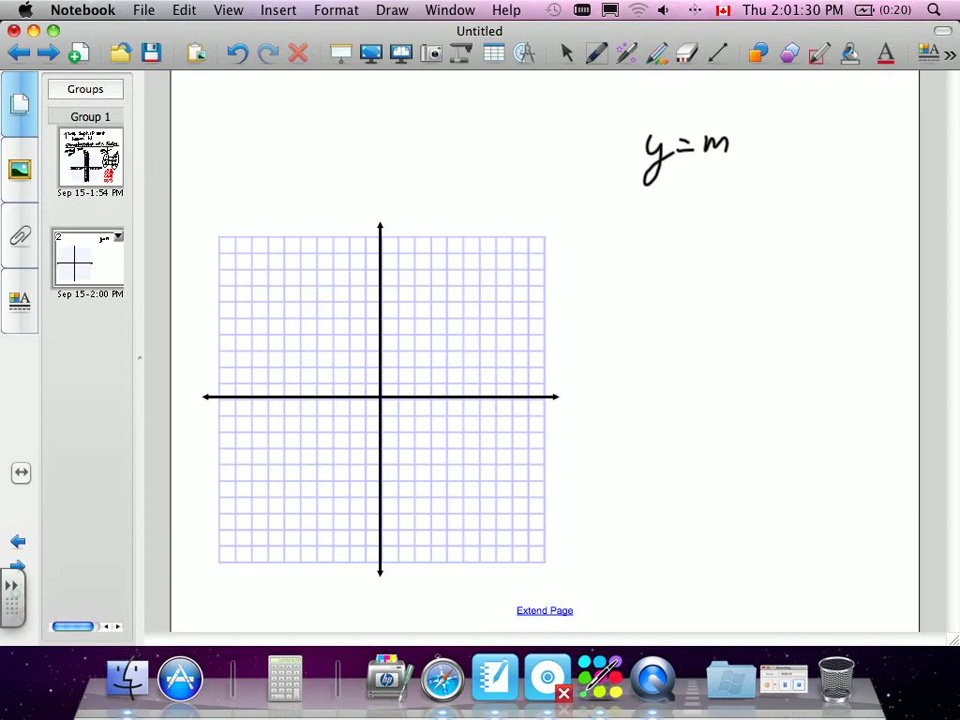 Notebook File Edit View Insert Format Draw Window Help Thu 2:01:30 PM (0:20)
Untitled
Groups
Group 1
Sep 15-1:54 PM
2
y=m
Sep 15-2:00 PM
y=m
Extend Page